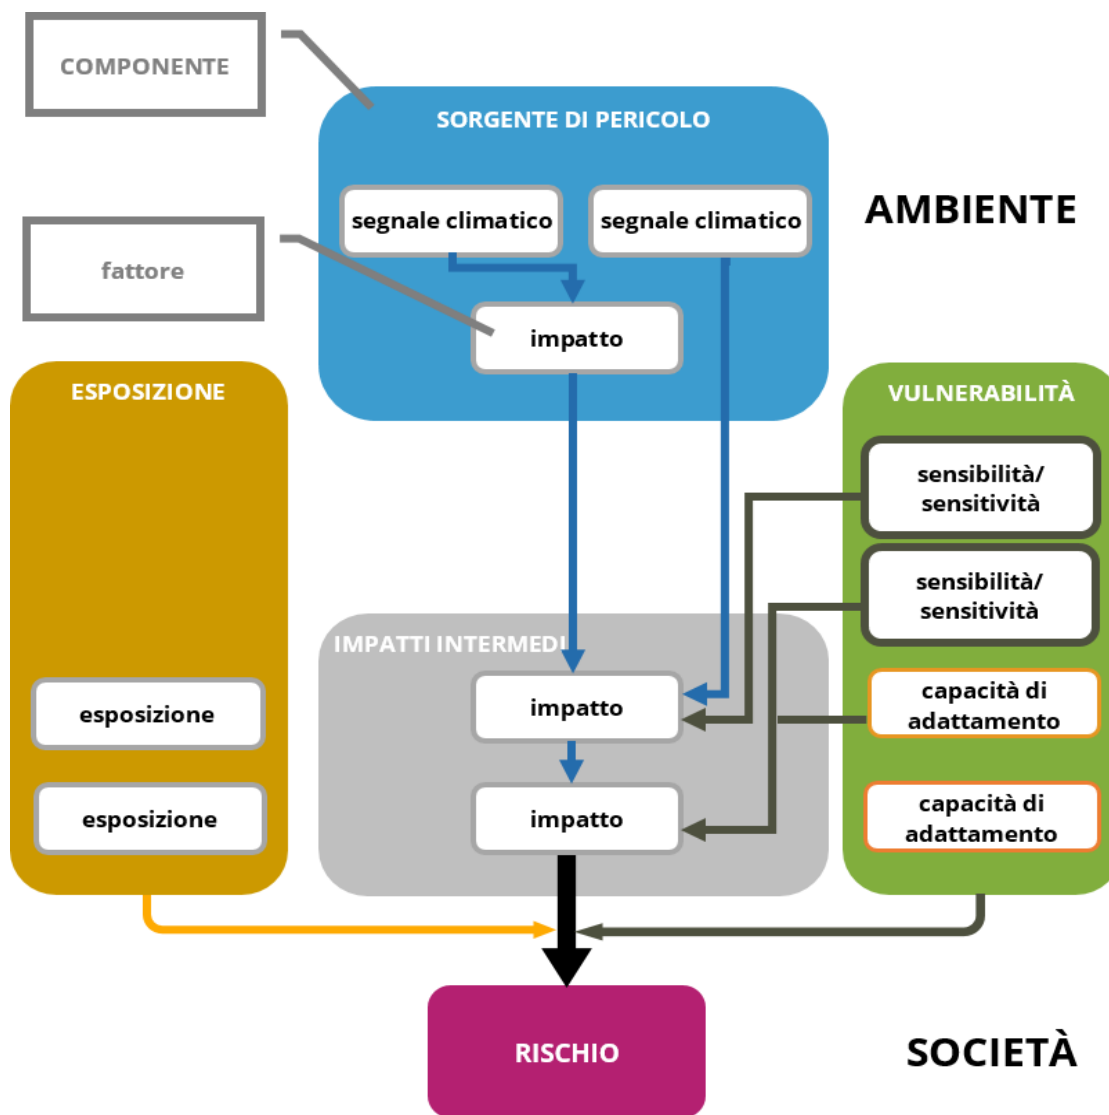 COMPONENTE
SORGENTE DI PERICOLO
segnale climatico
segnale climatico
AMBIENTE
fattore
impatto
ESPOSIZIONE
VULNERABILITÀ
sensibilità/
sensitività
sensibilità/
sensitività
IMPATTI INTERMEDI
esposizione
impatto
capacità di
adattamento
esposizione
impatto
capacità di
adattamento
RISCHIO
SOCIETÀ